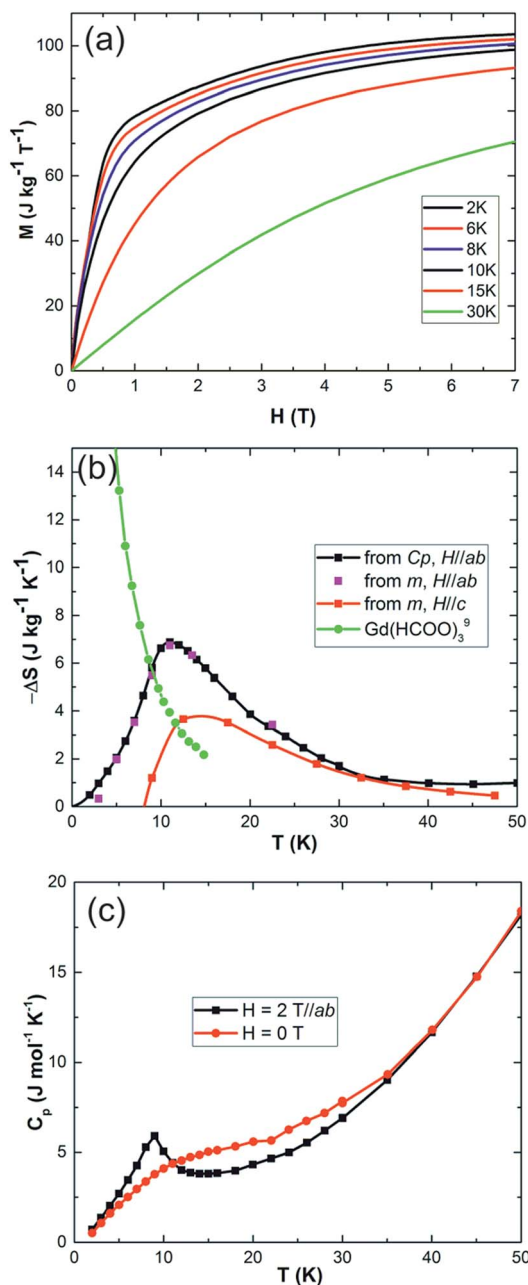 (a)
100
80
60
40
20
0
M (J kg⁻¹ T⁻¹)
2K
6K
8K
10K
15K
30K
0 1 2 3 4 5 6 7
H (T)
(b)
14
12
10
8
6
4
2
0
−ΔS (J kg⁻¹ K⁻¹)
from Cp, H//ab
from m, H//ab
from m, H//c
Gd(HCOO)₃⁹
0 10 20 30 40 50
T (K)
(c)
20
15
10
5
0
Cₚ (J mol⁻¹ K⁻¹)
H = 2 T//ab
H = 0 T
0 10 20 30 40 50
T (K)